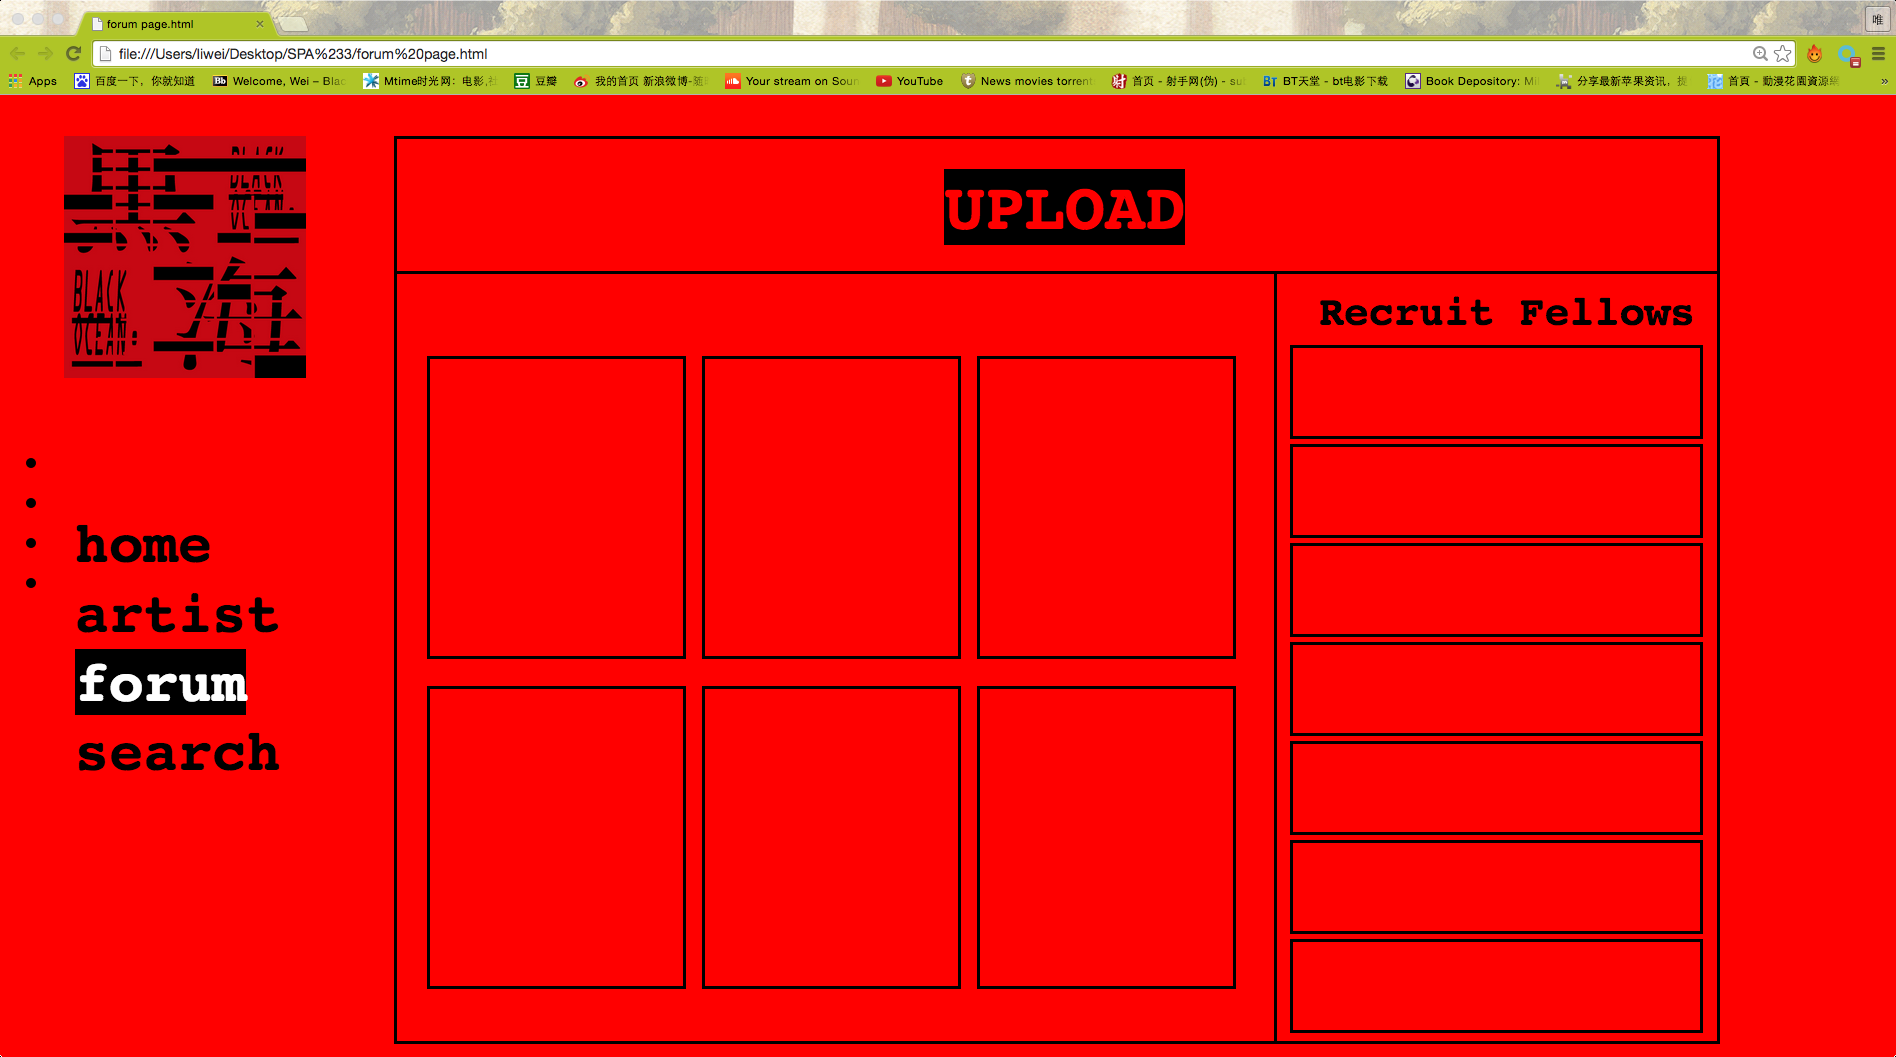 forum page.html
唯
file:///Users/liwei/Desktop/SPA%233/forum%20page.html
Apps
百度一下，你就知道
Welcome, Wei – Blac
Mtime时光网：电影,社
豆瓣
我的首页 新浪微博-随
Your stream on Soun
YouTube
News movies torrent
首页 - 射手网(伪) - su
BT天堂 - bt电影下载
Book Depository: Mi
分享最新苹果资讯，提
首頁 - 動漫花園資源網
»
黑
BLACK
OCEAN.
BLACK
OCEAN.
海
UPLOAD
Recruit Fellows
home
artist
forum
search